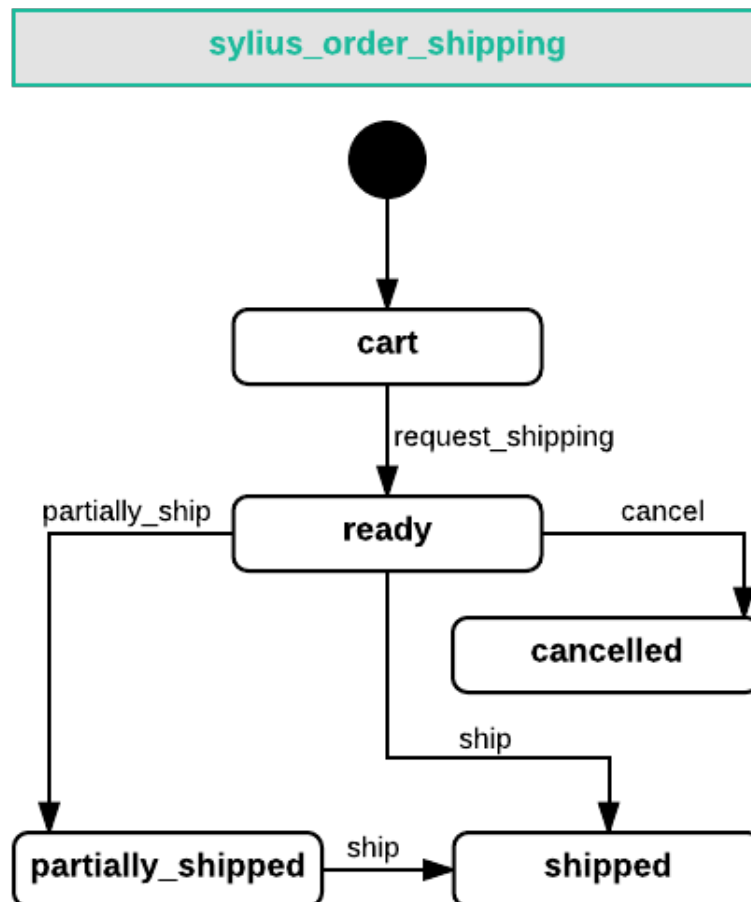 sylius_order_shipping
cart
request_shipping
partially_ship
ready
cancel
cancelled
ship
partially_shipped
ship
shipped